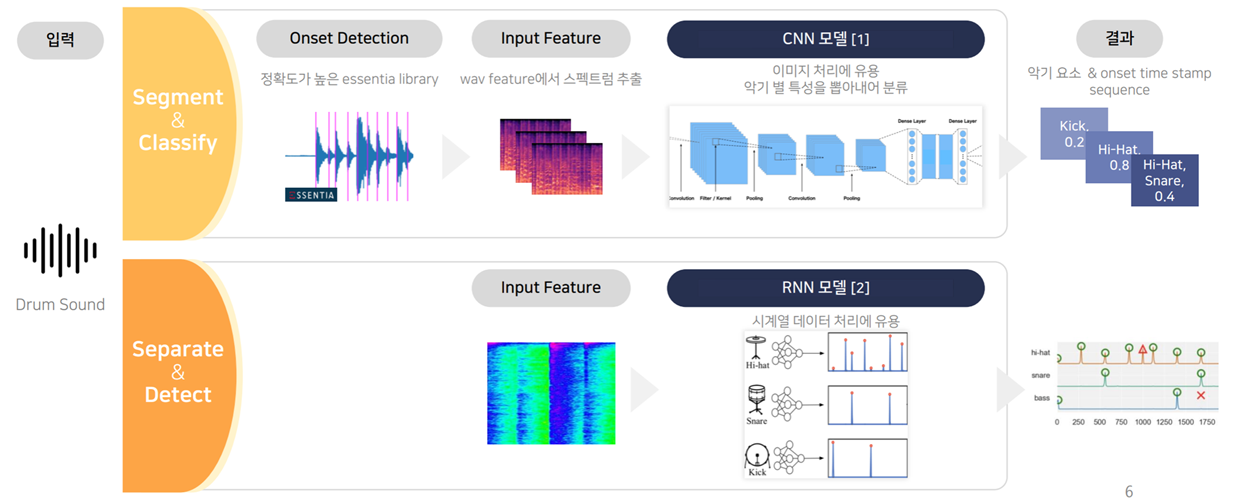 입력
Drum Sound
Segment
&
Classify
Onset Detection
정확도가 높은 essentia library
ESSENTIA
Input Feature
wav feature에서 스펙트럼 추출
CNN 모델 [1]
이미지 처리에 유용
악기 별 특성을 뽑아내어 분류
Dense Layer
Dense Layer
onvolution
Filter / Kernel
Pooling
Convolution
Pooling
결과
악기 요소 & onset time stamp
sequence
Kick,
0.2
Hi-Hat,
0.8
Hi-Hat,
Snare,
0.4
Separate
&
Detect
Input Feature
RNN 모델 [2]
시계열 데이터 처리에 유용
Hi-hat
Snare
Kick
hi-hat
snare
bass
0 250 500 750 1000 1250 1500 1750
6